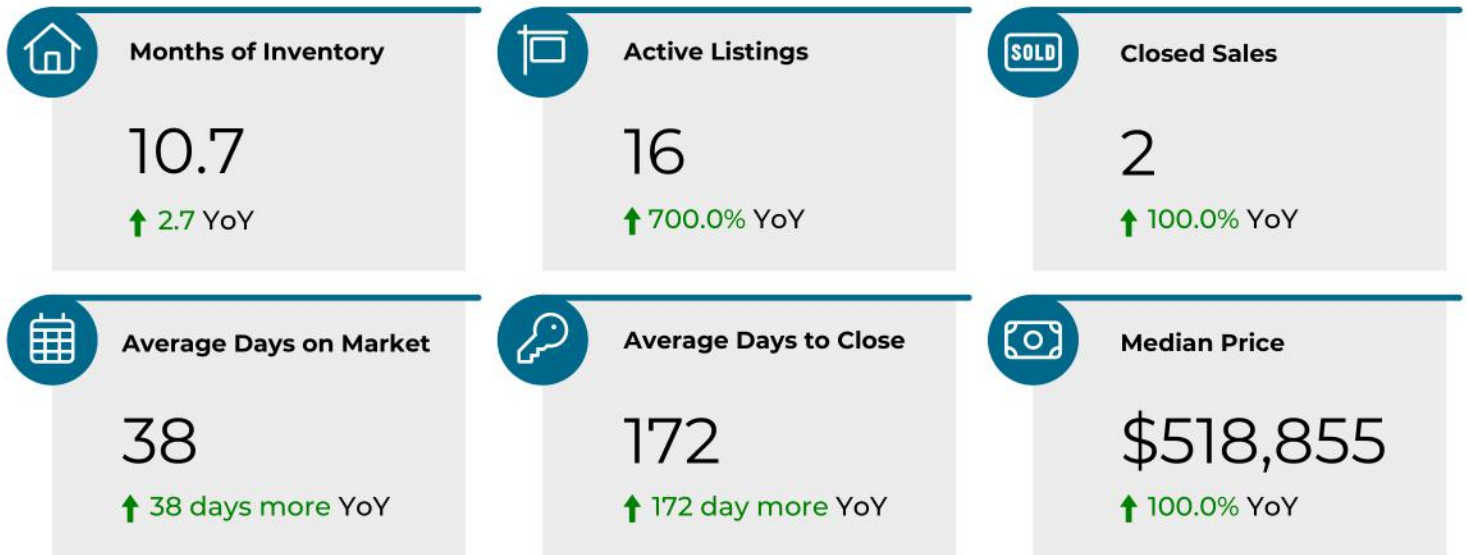 Months of Inventory
10.7
↑ 2.7 YoY
Active Listings
16
↑ 700.0% YoY
SOLD
Closed Sales
2
↑ 100.0% YoY
Average Days on Market
38
↑ 38 days more YoY
Average Days to Close
172
↑ 172 day more YoY
Median Price
$518,855
↑ 100.0% YoY